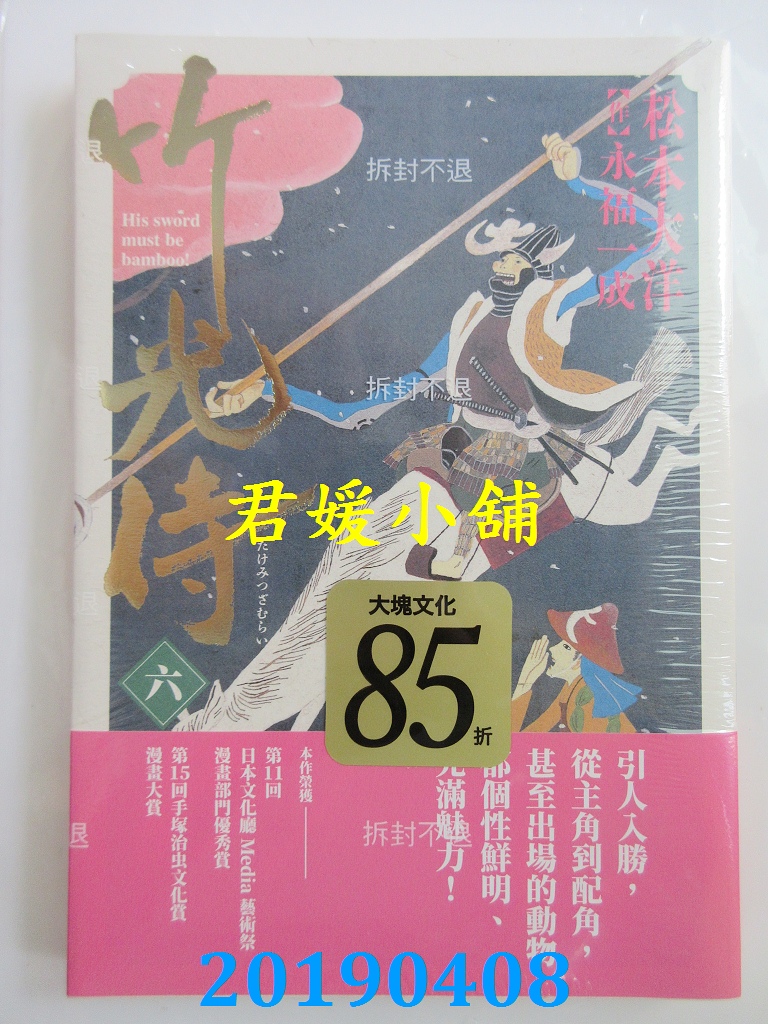 竹光侍
His sword
must be
bamboo!
たけみつざむらい
六
松本大洋
【作】永福一成
拆封不退
拆封不退
拆封不退
退
退
退
君媛小舖
大塊文化
85折
引人入勝，
從主角到配角，
甚至出場的動物
都個性鮮明、
充滿魅力！
本作榮獲
第11回
日本文化廳 Media 藝術祭
漫畫部門優秀賞
第15回手塚治虫文化賞
漫畫大賞
20190408